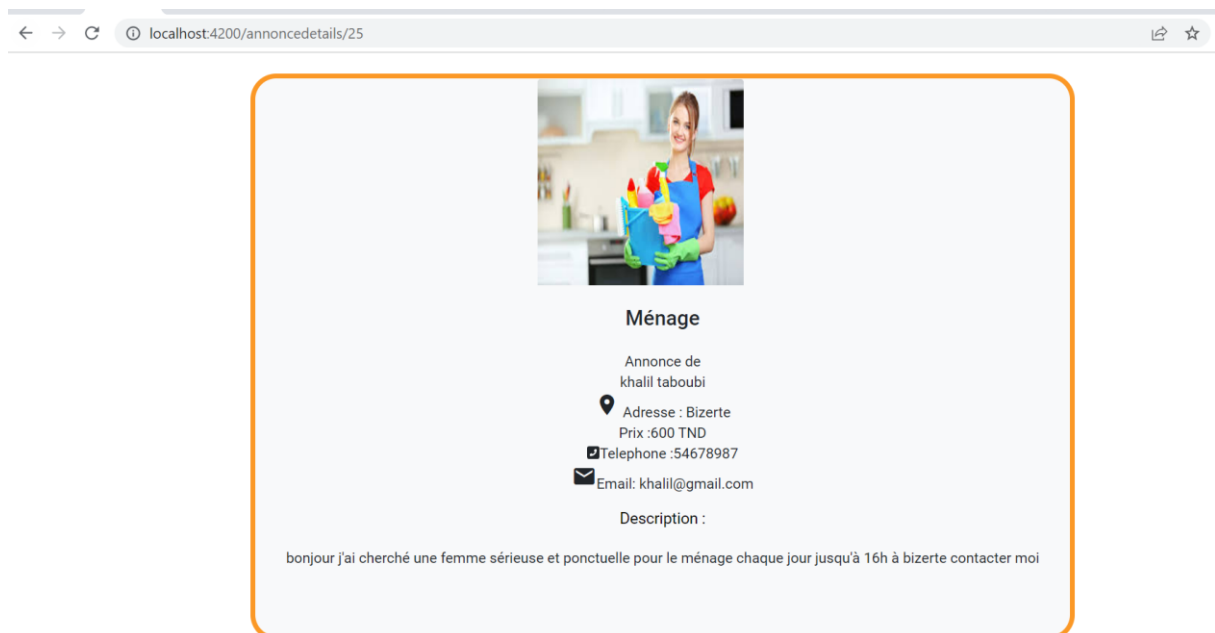 localhost:4200/annoncedetails/25
Ménage
Annonce de
khalil taboubi
Adresse : Bizerte
Prix :600 TND
Telephone :54678987
Email: khalil@gmail.com
Description :
bonjour j'ai cherché une femme sérieuse et ponctuelle pour le ménage chaque jour jusqu'à 16h à bizerte contacter moi